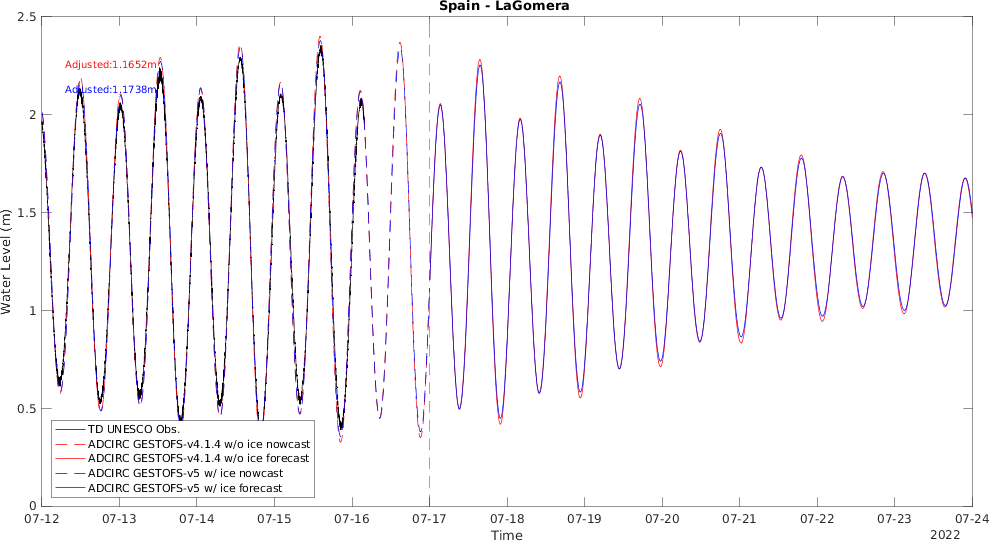 Spain - LaGomera
2.5
2
1.5
1
0.5
0
Water Level (m)
Adjusted:1.1652m
Adjusted:1.1738m
TD UNESCO Obs.
ADCIRC GESTOFS-v4.1.4 w/o ice nowcast
ADCIRC GESTOFS-v4.1.4 w/o ice forecast
ADCIRC GESTOFS-v5 w/ ice nowcast
ADCIRC GESTOFS-v5 w/ ice forecast
07-12 07-13 07-14 07-15 07-16 07-17 07-18 07-19 07-20 07-21 07-22 07-23 07-24
Time
2022